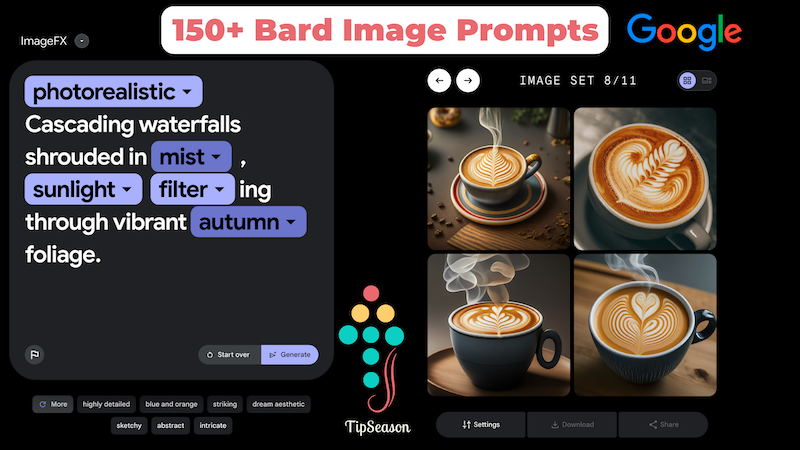 150+ Bard Image Prompts
Google
ImageFX
photorealistic
Cascading waterfalls
shrouded in mist ,
sunlight filter ing
through vibrant autumn
foliage.
Start over
Generate
More
highly detailed
blue and orange
striking
dream aesthetic
sketchy
abstract
intricate
TipSeason
IMAGE SET 8/11
Settings
Download
Share